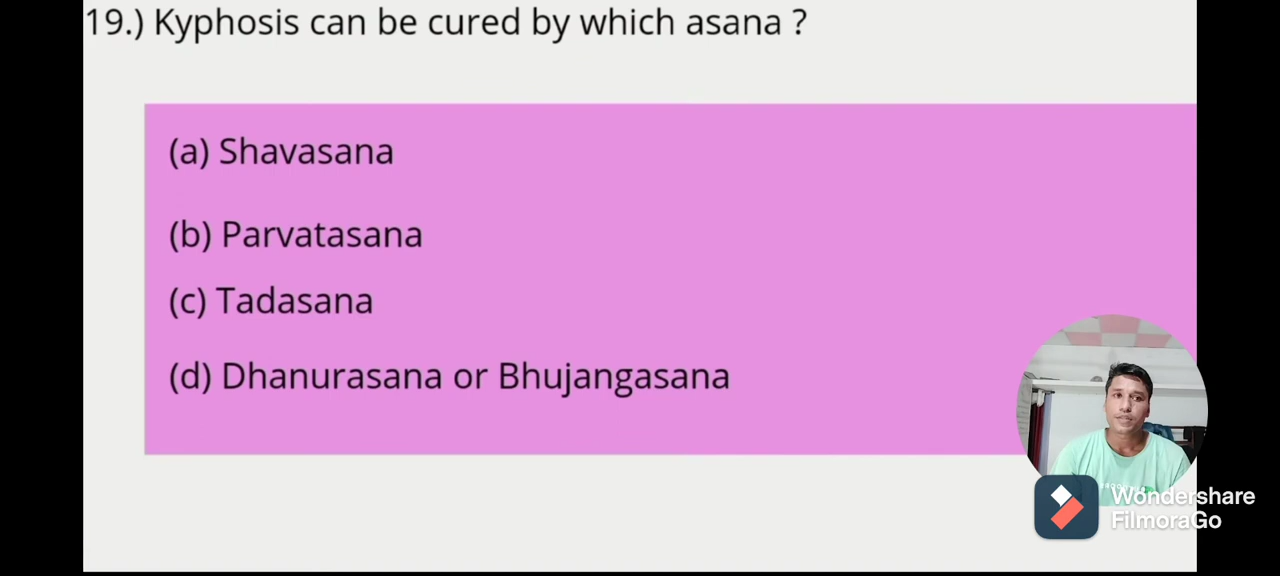 19.) Kyphosis can be cured by which asana ?
(a) Shavasana
(b) Parvatasana
(c) Tadasana
(d) Dhanurasana or Bhujangasana
Wondershare
FilmoraGo